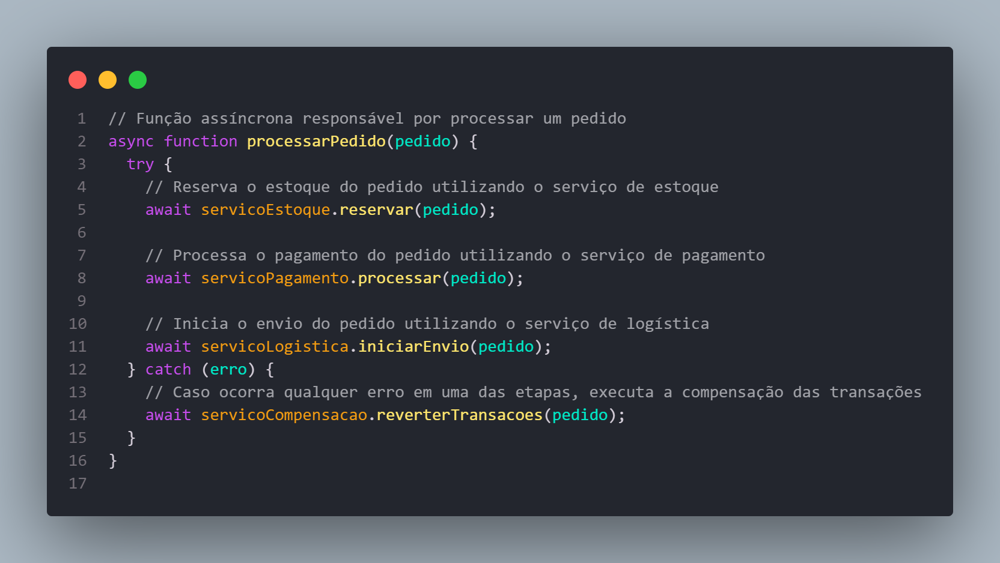 1 // Função assíncrona responsável por processar um pedido
2 async function processarPedido(pedido) {
3   try {
4     // Reserva o estoque do pedido utilizando o serviço de estoque
5     await servicoEstoque.reservar(pedido);
6
7     // Processa o pagamento do pedido utilizando o serviço de pagamento
8     await servicoPagamento.processar(pedido);
9
10     // Inicia o envio do pedido utilizando o serviço de logística
11     await servicoLogistica.iniciarEnvio(pedido);
12   } catch (erro) {
13     // Caso ocorra qualquer erro em uma das etapas, executa a compensação das transações
14     await servicoCompensacao.reverterTransacoes(pedido);
15   }
16 }
17